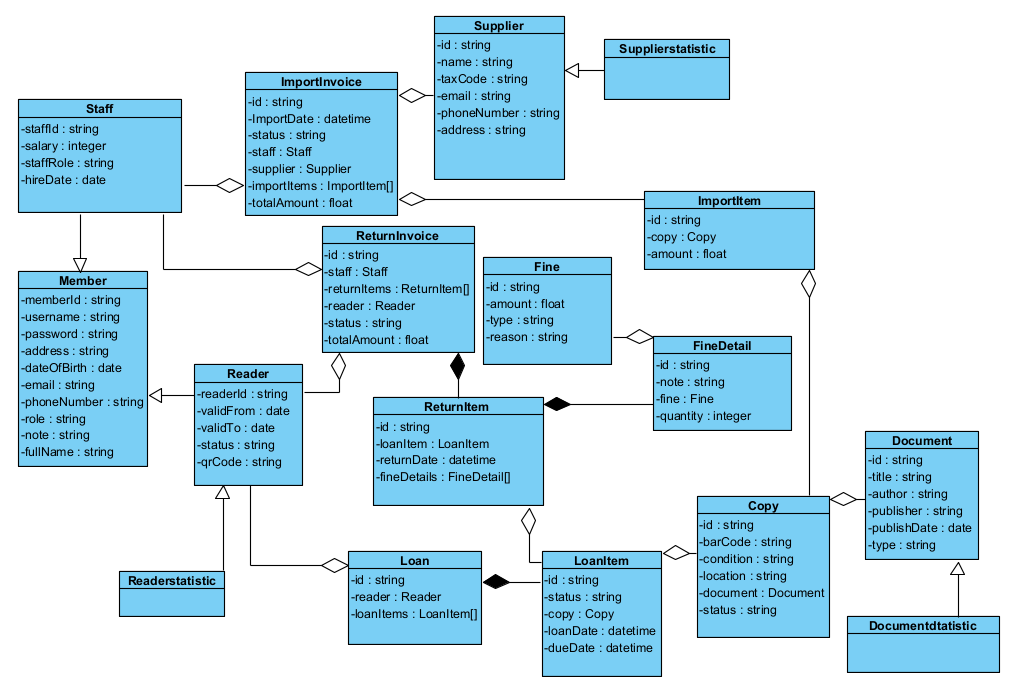 Supplier
-id : string
-name : string
-taxCode : string
-email : string
-phoneNumber : string
-address : string
Supplierstatistic
ImportInvoice
-id : string
-ImportDate : datetime
-status : string
-staff : Staff
-supplier : Supplier
-importItems : ImportItem[]
-totalAmount : float
Staff
-staffId : string
-salary : integer
-staffRole : string
-hireDate : date
ImportItem
-id : string
-copy : Copy
-amount : float
ReturnInvoice
-id : string
-staff : Staff
-returnItems : ReturnItem[]
-reader : Reader
-status : string
-totalAmount : float
Fine
-id : string
-amount : float
-type : string
-reason : string
Member
-memberId : string
-username : string
-password : string
-address : string
-dateOfBirth : date
-email : string
-phoneNumber : string
-role : string
-note : string
-fullName : string
FineDetail
-id : string
-note : string
-fine : Fine
-quantity : integer
Reader
-readerId : string
-validFrom : date
-validTo : date
-status : string
-qrCode : string
ReturnItem
-id : string
-loanItem : LoanItem
-returnDate : datetime
-fineDetails : FineDetail[]
Document
-id : string
-title : string
-author : string
-publisher : string
-publishDate : date
-type : string
Copy
-id : string
-barCode : string
-condition : string
-location : string
-document : Document
-status : string
Readerstatistic
Loan
-id : string
-reader : Reader
-loanItems : LoanItem[]
LoanItem
-id : string
-status : string
-copy : Copy
-loanDate : datetime
-dueDate : datetime
Documentdtatistic